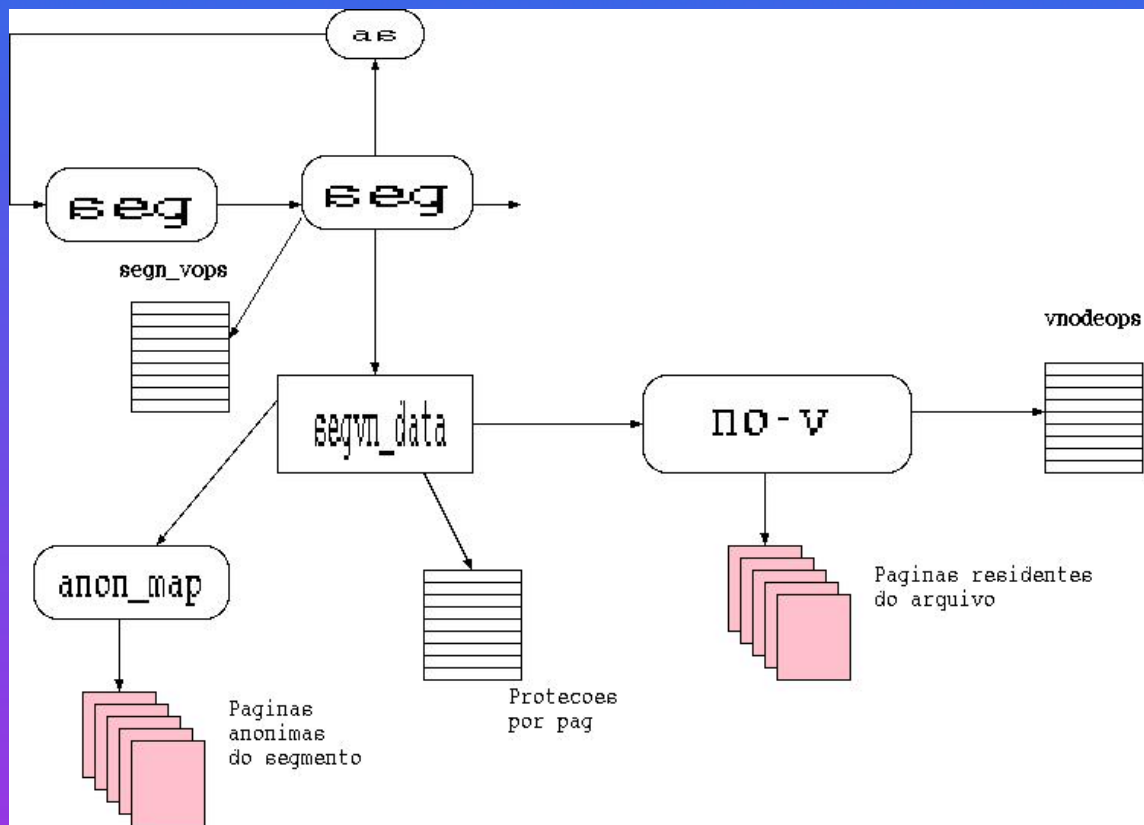 as
seg
seg
segn_vops
vnodeops
segvn_data
no-v
anon_map
Paginas residentes
do arquivo
Protecoes
por pag
Paginas
anonimas
do segmento